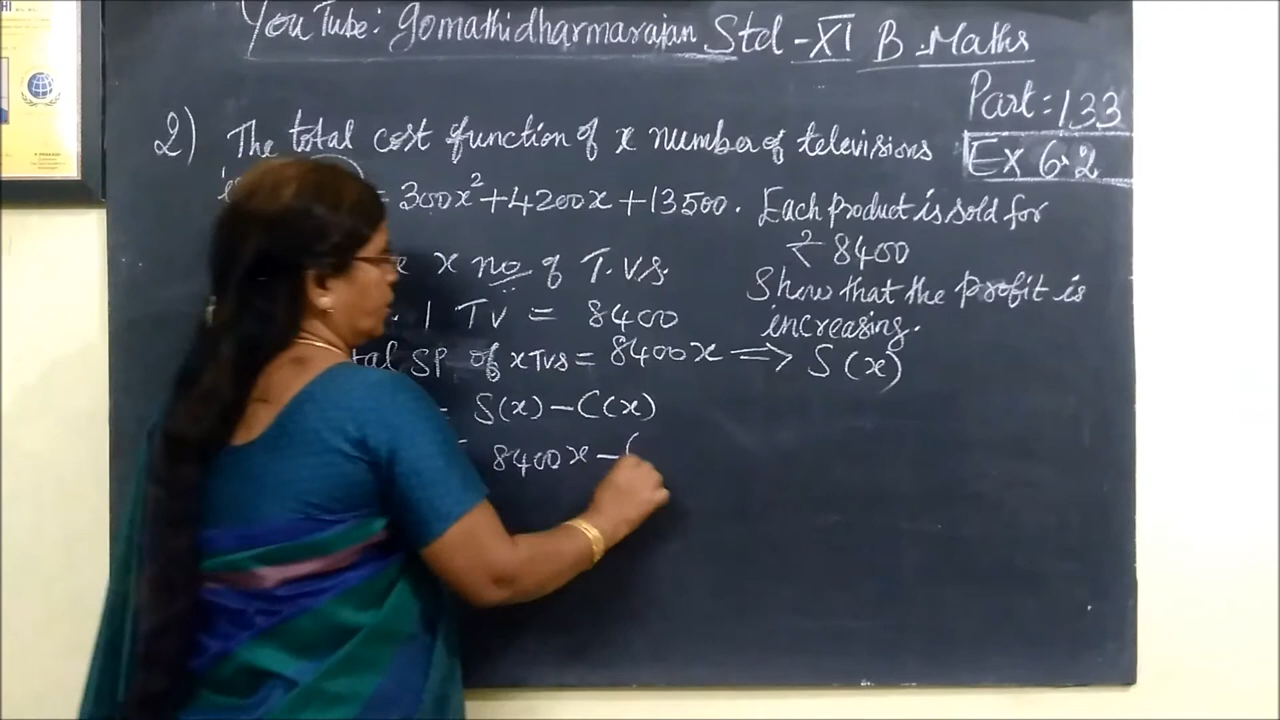 YouTube: gomathidharmarajan Std - XI B.Maths
Part: 133
Ex 6.2
2) The total cost function of x number of televisions
= 300x² + 4200x + 13500. Each product is sold for
₹ 8400
x no of T.Vs.
Show that the profit is
increasing.
1 TV = 8400
SP of x Tvs = 8400x ⟹ S(x)
= S(x) - C(x)
= 8400x - (